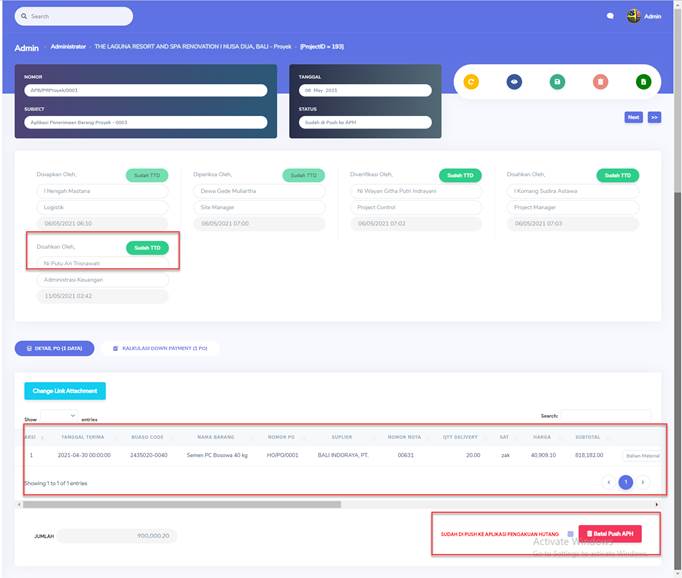 Search
Admin
Admin - Administrator - THE LAGUNA RESORT AND SPA RENOVATION I NUSA DUA, BALI - Proyek - [ProjectID = 193]
NOMOR
APR/PRProyek/0001
SUBJECT
Aplikasi Penerimaan Barang Proyek - 0003
TANGGAL
06 May 2021
STATUS
Sudah di Push ke APH
Next
>>
Disiapkan Oleh,
Sudah TTD
I Nengah Mastana
Logistik
06/05/2021 06:10
Diperiksa Oleh,
Sudah TTD
Dewa Gede Muliartha
Site Manager
06/05/2021 07:00
Diverifikasi Oleh,
Sudah TTD
Ni Wayan Githa Putri Indrayani
Project Control
06/05/2021 07:02
Disahkan Oleh,
Sudah TTD
I Komang Sudira Astawa
Project Manager
06/05/2021 07:03
Disahkan Oleh,
Sudah TTD
Ni Putu Ari Trisnawati
Administrasi Keuangan
11/05/2021 02:42
DETAIL PO (1 DATA)
KALKULASI DOWN PAYMENT (1 PO)
Change Link Attachment
Show entries
Search:
ARSI TANGGAL TERIMA BOASO CODE NAMA BARANG NOMOR PO SUPLIER NOMOR NOTA QTY DELIVERY SAT HARGA SUBTOTAL
1 2021-04-30 00:00:00 2435020-0040 Semen PC Bosowa 40 kg HO/PO/0001 BALI INDORAYA, PT. 00631 20.00 zak 40,909.10 818,182.00 Bahan Material
Showing 1 to 1 of 1 entries
1
JUMLAH 900,000.20
SUDAH DI PUSH KE APLIKASI PENGAKUAN HUTANG
Batal Push APH
Activate Windows
Go to Settings to activate Windows.